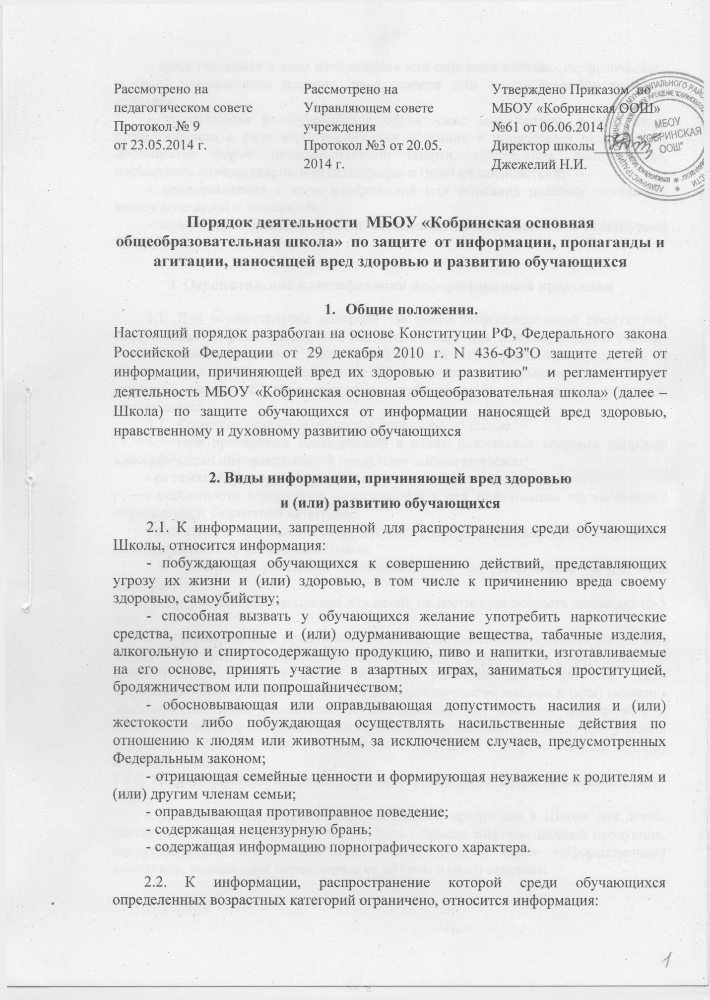 Рассмотрено на
педагогическом совете
Протокол № 9
от 23.05.2014 г.
Рассмотрено на
Управляющем совете
учреждения
Протокол №3 от 20.05.
2014 г.
Утверждено Приказом по
МБОУ «Кобринская ООШ»
№61 от 06.06.2014
Директор школы
Джежелий Н.И.
МБОУ
"КОБРИНСКАЯ
ООШ"
Порядок деятельности МБОУ «Кобринская основная
общеобразовательная школа» по защите от информации, пропаганды и
агитации, наносящей вред здоровью и развитию обучающихся
1. Общие положения.
Настоящий порядок разработан на основе Конституции РФ, Федерального закона
Российской Федерации от 29 декабря 2010 г. N 436-ФЗ"О защите детей от
информации, причиняющей вред их здоровью и развитию" и регламентирует
деятельность МБОУ «Кобринская основная общеобразовательная школа» (далее –
Школа) по защите обучающихся от информации наносящей вред здоровью,
нравственному и духовному развитию обучающихся
2. Виды информации, причиняющей вред здоровью
и (или) развитию обучающихся
2.1. К информации, запрещенной для распространения среди обучающихся
Школы, относится информация:
- побуждающая обучающихся к совершению действий, представляющих
угрозу их жизни и (или) здоровью, в том числе к причинению вреда своему
здоровью, самоубийству;
- способная вызвать у обучающихся желание употребить наркотические
средства, психотропные и (или) одурманивающие вещества, табачные изделия,
алкогольную и спиртосодержащую продукцию, пиво и напитки, изготавливаемые
на его основе, принять участие в азартных играх, заниматься проституцией,
бродяжничеством или попрошайничеством;
- обосновывающая или оправдывающая допустимость насилия и (или)
жестокости либо побуждающая осуществлять насильственные действия по
отношению к людям или животным, за исключением случаев, предусмотренных
Федеральным законом;
- отрицающая семейные ценности и формирующая неуважение к родителям и
(или) другим членам семьи;
- оправдывающая противоправное поведение;
- содержащая нецензурную брань;
- содержащая информацию порнографического характера.
2.2. К информации, распространение которой среди обучающихся
определенных возрастных категорий ограничено, относится информация:
1